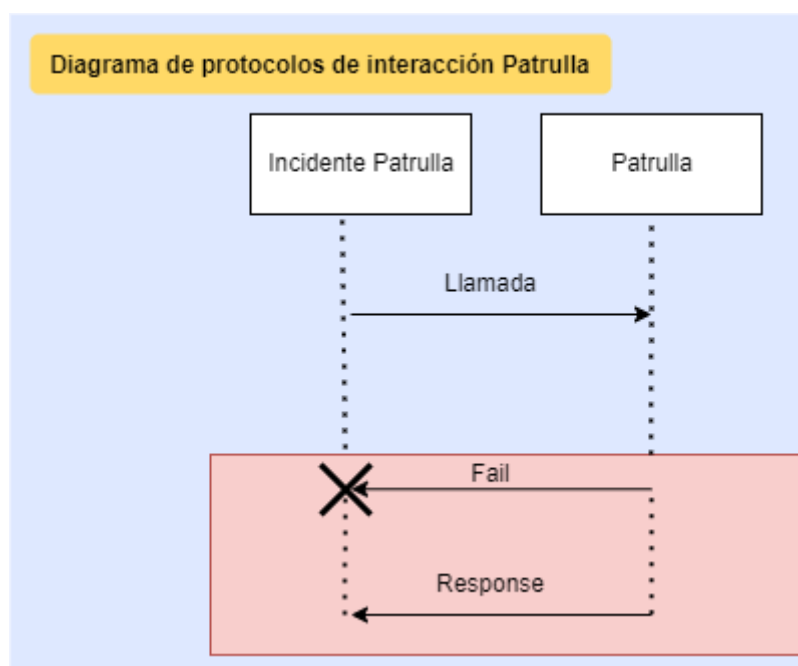 Diagrama de protocolos de interacción Patrulla
Incidente Patrulla
Patrulla
Llamada
Fail
Response